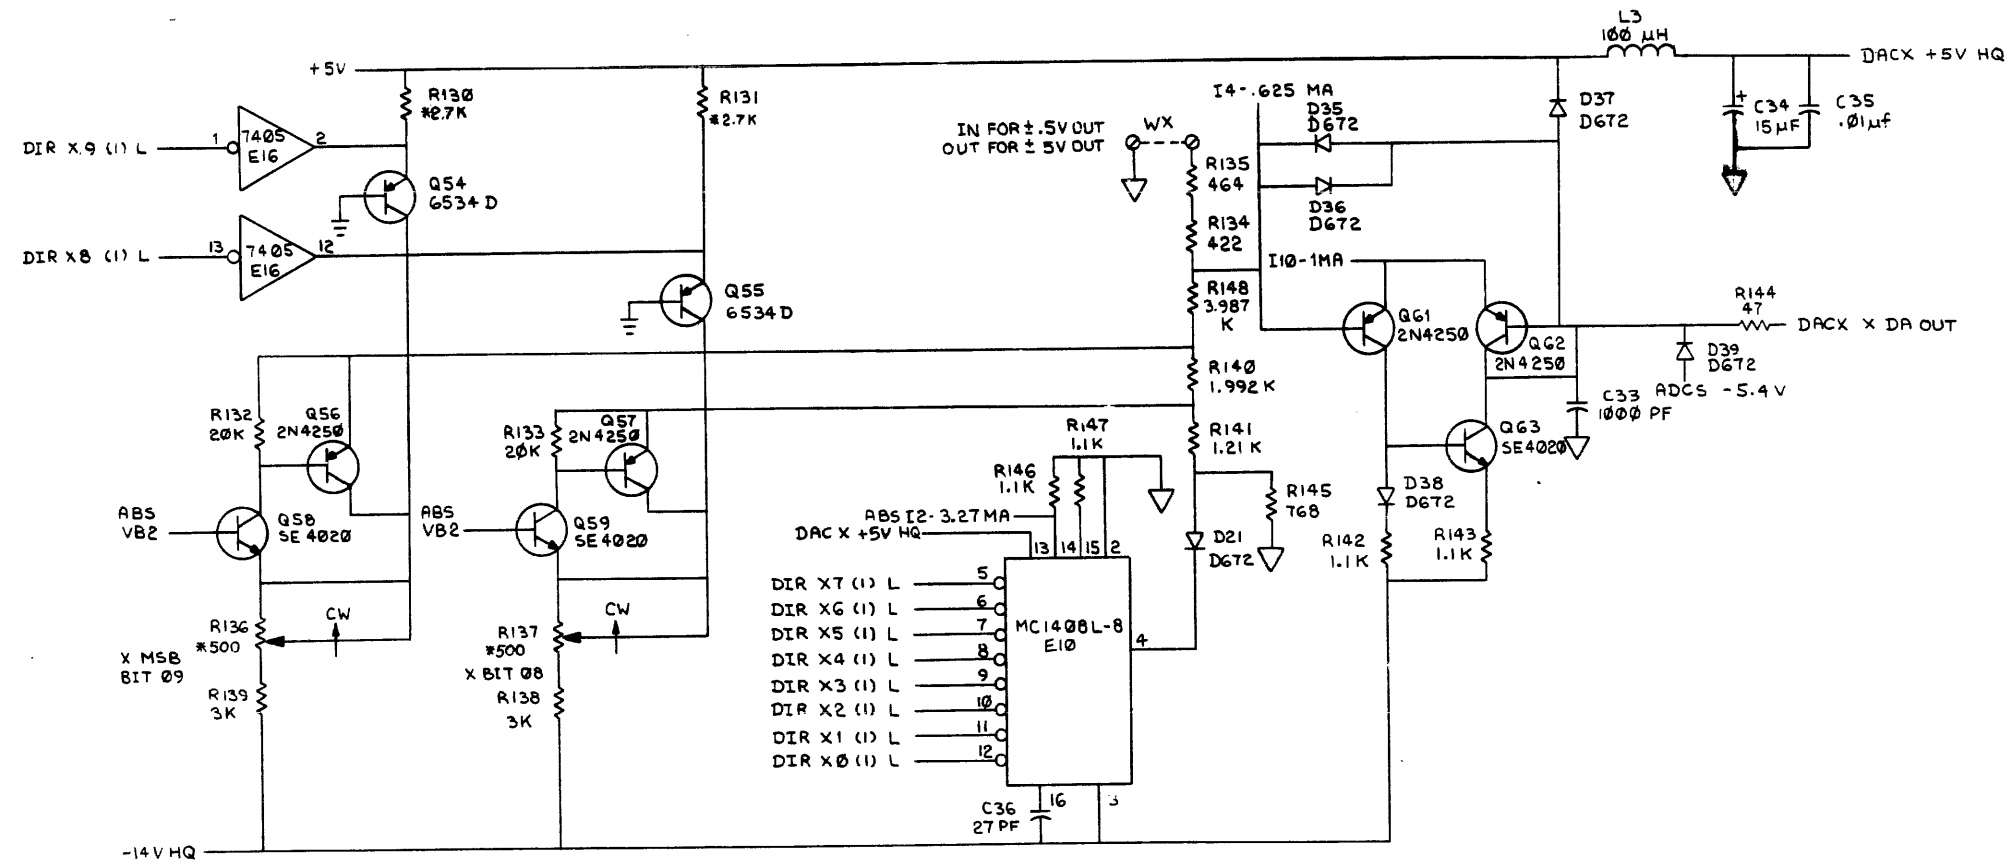 L3
100 µH
DACX +5V HQ
+5V
R130
*2.7K
R131
*2.7K
I4-.625 MA
D35
D672
D37
D672
C34
15µF
+
C35
.01µf
DIR X9 (1) L
1
7405
E16
2
IN FOR ± .5V OUT
OUT FOR ± 5V OUT
WX
R135
464
D36
D672
Q54
6534 D
R134
422
DIR X8 (1) L
13
7405
E16
12
I10-1MA
Q55
6534 D
R148
3.987
K
Q61
2N4250
Q62
2N4250
R144
47
DACX X DA OUT
D39
D672
ADCS -5.4 V
R140
1.992 K
C33
1000 PF
R132
20K
Q56
2N4250
R133
20K
Q57
2N4250
R147
1.1K
R141
1.21 K
Q63
SE4020
R146
1.1K
R145
768
D38
D672
ABS
VB2
Q58
SE 4020
ABS
VB2
Q59
SE 4020
ABS I2-3.27 MA
DAC X +5V HQ
13
14
15
2
D21
D672
R142
1.1 K
R143
1.1K
DIR X7 (1) L
5
DIR X6 (1) L
6
DIR X5 (1) L
7
DIR X4 (1) L
8
DIR X3 (1) L
9
DIR X2 (1) L
10
DIR X1 (1) L
11
DIR X0 (1) L
12
MC1408L-8
E10
4
R136
*500
CW
X MSB
BIT 09
R139
3K
R137
*500
CW
X BIT 08
R138
3K
C36
27 PF
16
3
-14V HQ